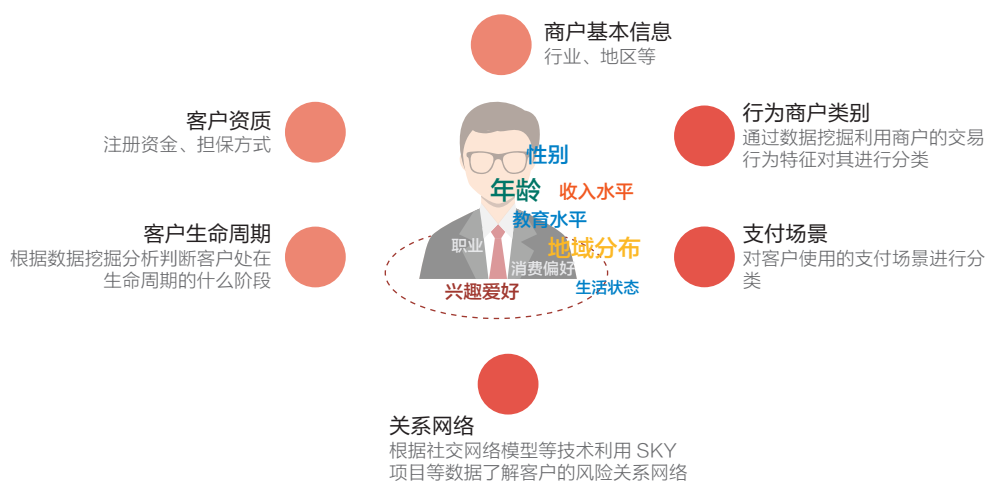 商户基本信息
行业、地区等
客户资质
注册资金、担保方式
行为商户类别
通过数据挖掘利用商户的交易
行为特征对其进行分类
性别
年龄
收入水平
教育水平
职业
地域分布
消费偏好
兴趣爱好
生活状态
客户生命周期
根据数据挖掘分析判断客户处在
生命周期的什么阶段
支付场景
对客户使用的支付场景进行分
类
关系网络
根据社交网络模型等技术利用 SKY
项目等数据了解客户的风险关系网络